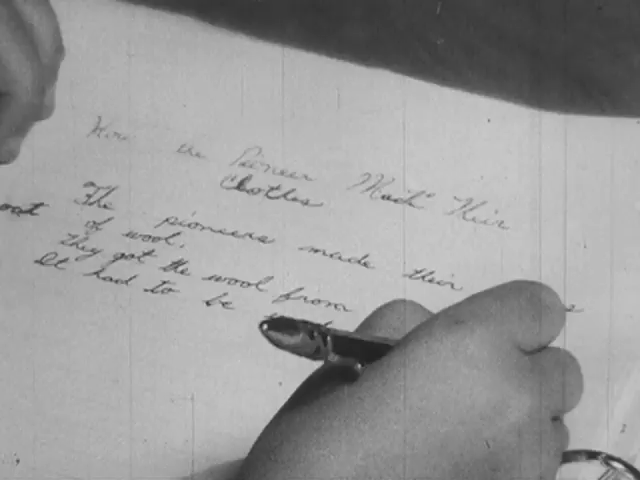 How the Pioneer Made Their
Clothes
The pioneers made their
of wool.
They got the wool from
It had to be